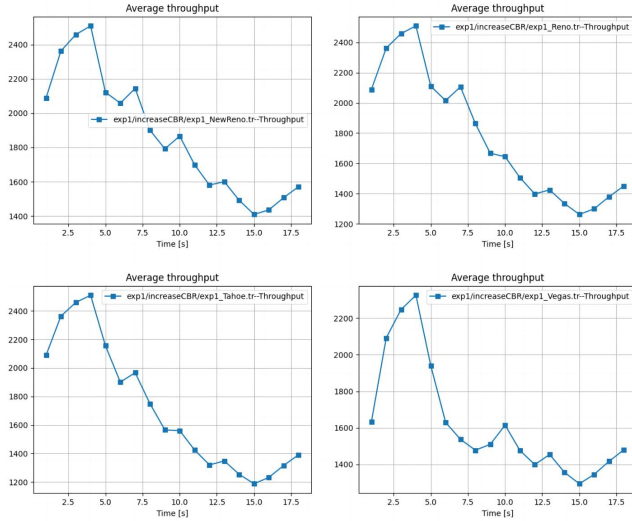 Average throughput
exp1/increaseCBR/exp1_NewReno.tr--Throughput
2400
2200
2000
1800
1600
1400
2.5 5.0 7.5 10.0 12.5 15.0 17.5
Time [s]
Average throughput
exp1/increaseCBR/exp1_Reno.tr--Throughput
2400
2200
2000
1800
1600
1400
1200
2.5 5.0 7.5 10.0 12.5 15.0 17.5
Time [s]
Average throughput
exp1/increaseCBR/exp1_Tahoe.tr--Throughput
2400
2200
2000
1800
1600
1400
1200
2.5 5.0 7.5 10.0 12.5 15.0 17.5
Time [s]
Average throughput
exp1/increaseCBR/exp1_Vegas.tr--Throughput
2200
2000
1800
1600
1400
2.5 5.0 7.5 10.0 12.5 15.0 17.5
Time [s]